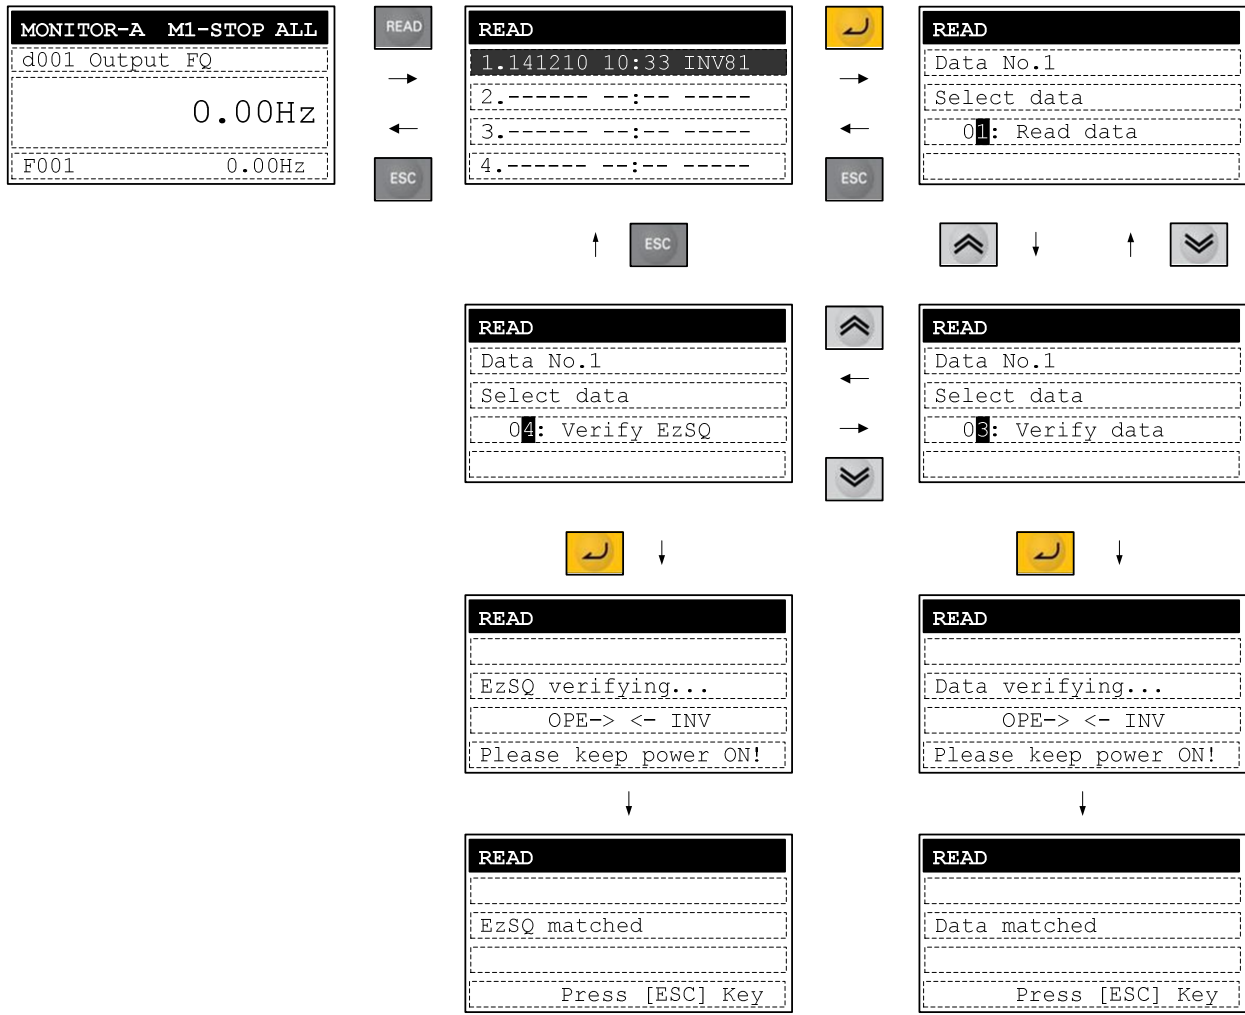 MONITOR-A M1-STOP ALL
d001 Output FQ
0.00Hz
F001 0.00Hz
READ
ESC
READ
1.141210 10:33 INV81
2.------ --:-- -----
3.------ --:-- -----
4.------ --:-- -----
ESC
READ
Data No.1
Select data
01: Read data
ESC
READ
Data No.1
Select data
04: Verify EzSQ
READ
Data No.1
Select data
03: Verify data
READ
EzSQ verifying...
OPE-> <- INV
Please keep power ON!
READ
Data verifying...
OPE-> <- INV
Please keep power ON!
READ
EzSQ matched
Press [ESC] Key
READ
Data matched
Press [ESC] Key